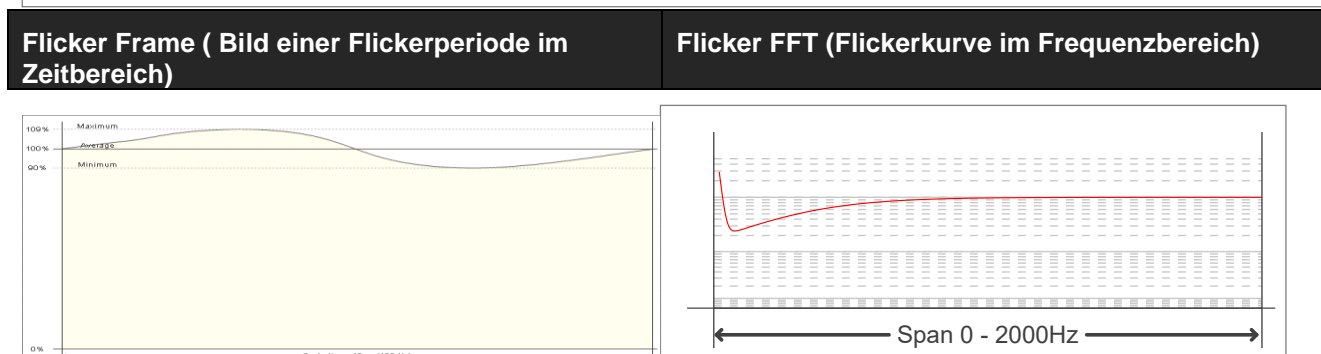 Flicker Frame ( Bild einer Flickerperiode im
Zeitbereich)
Flicker FFT (Flickerkurve im Frequenzbereich)
109%
Maximum
100%
Average
90%
Minimum
0%
Span 0 - 2000Hz